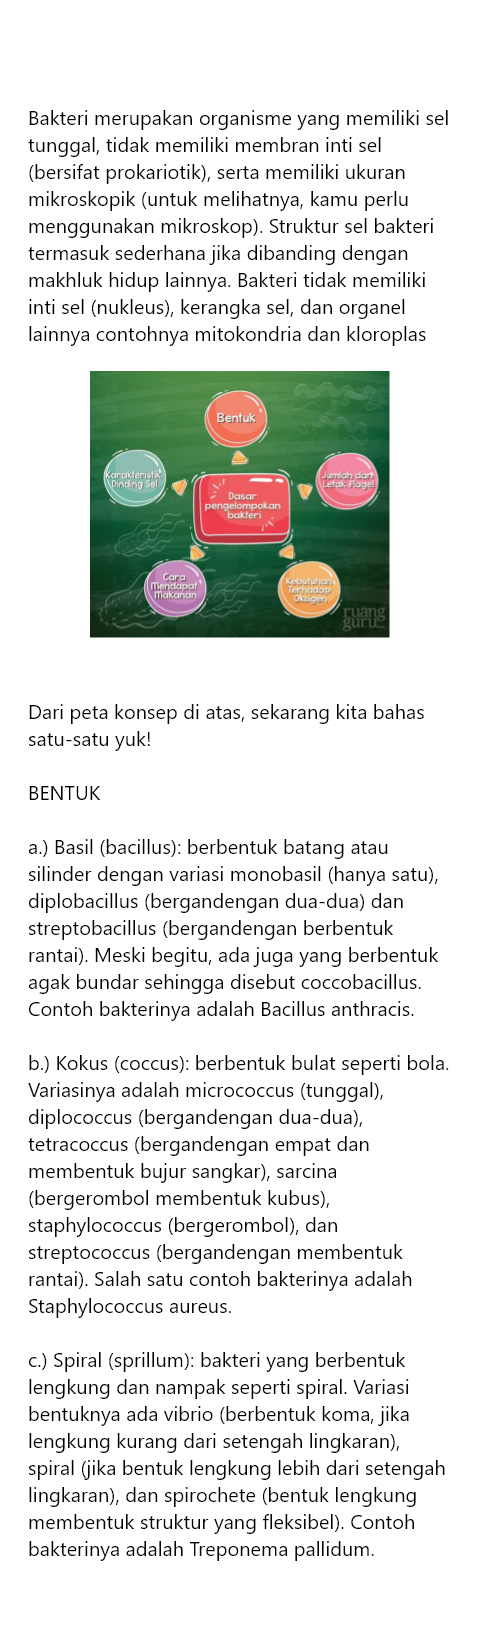 Bakteri merupakan organisme yang memiliki sel
tunggal, tidak memiliki membran inti sel
(bersifat prokariotik), serta memiliki ukuran
mikroskopik (untuk melihatnya, kamu perlu
menggunakan mikroskop). Struktur sel bakteri
termasuk sederhana jika dibanding dengan
makhluk hidup lainnya. Bakteri tidak memiliki
inti sel (nukleus), kerangka sel, dan organel
lainnya contohnya mitokondria dan kloroplas
Bentuk
Karakteristik
Dinding Sel
Jumlah dan
Letak Flagel
Dasar
pengelompokan
bakteri
Cara
Mendapat
Makanan
Kebutuhan
Terhadap
Oksigen
ruang
guru
Dari peta konsep di atas, sekarang kita bahas
satu-satu yuk!
BENTUK
a.) Basil (bacillus): berbentuk batang atau
silinder dengan variasi monobasil (hanya satu),
diplobacillus (bergandengan dua-dua) dan
streptobacillus (bergandengan berbentuk
rantai). Meski begitu, ada juga yang berbentuk
agak bundar sehingga disebut coccobacillus.
Contoh bakterinya adalah Bacillus anthracis.
b.) Kokus (coccus): berbentuk bulat seperti bola.
Variasinya adalah micrococcus (tunggal),
diplococcus (bergandengan dua-dua),
tetracoccus (bergandengan empat dan
membentuk bujur sangkar), sarcina
(bergerombol membentuk kubus),
staphylococcus (bergerombol), dan
streptococcus (bergandengan membentuk
rantai). Salah satu contoh bakterinya adalah
Staphylococcus aureus.
c.) Spiral (sprillum): bakteri yang berbentuk
lengkung dan nampak seperti spiral. Variasi
bentuknya ada vibrio (berbentuk koma, jika
lengkung kurang dari setengah lingkaran),
spiral (jika bentuk lengkung lebih dari setengah
lingkaran), dan spirochete (bentuk lengkung
membentuk struktur yang fleksibel). Contoh
bakterinya adalah Treponema pallidum.